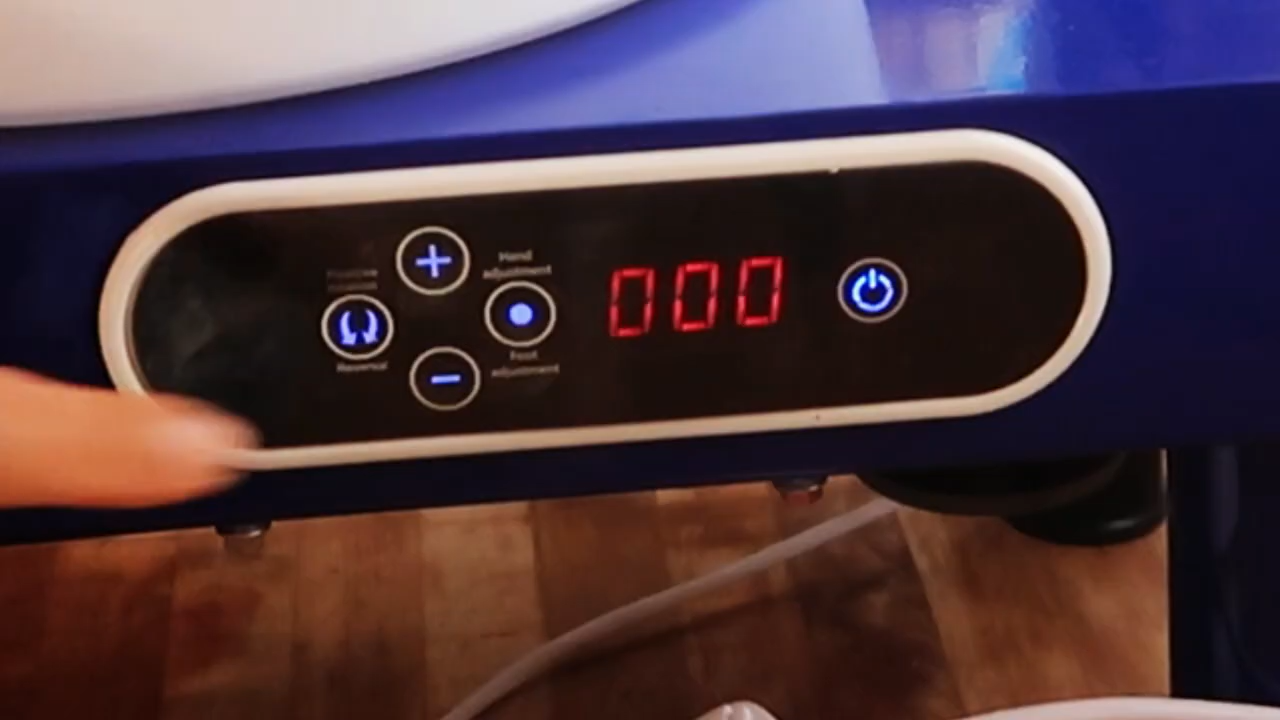 Hand
adjustment
Reversal
Foot
adjustment
000